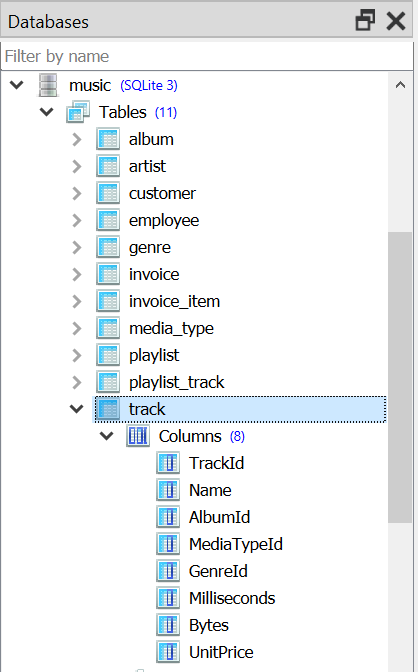 Databases
Filter by name
music (SQLite 3)
Tables (11)
album
artist
customer
employee
genre
invoice
invoice_item
media_type
playlist
playlist_track
track
Columns (8)
TrackId
Name
AlbumId
MediaTypeId
GenreId
Milliseconds
Bytes
UnitPrice